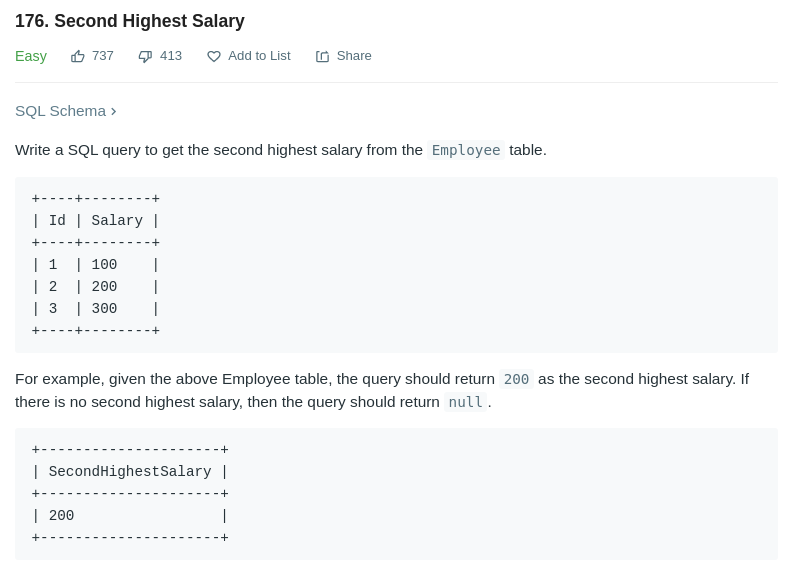 176. Second Highest Salary
Easy 737 413 Add to List Share
SQL Schema >
Write a SQL query to get the second highest salary from the Employee table.
+----+--------+
| Id | Salary |
+----+--------+
| 1  | 100    |
| 2  | 200    |
| 3  | 300    |
+----+--------+
For example, given the above Employee table, the query should return 200 as the second highest salary. If
there is no second highest salary, then the query should return null.
+---------------------+
| SecondHighestSalary |
+---------------------+
| 200                 |
+---------------------+